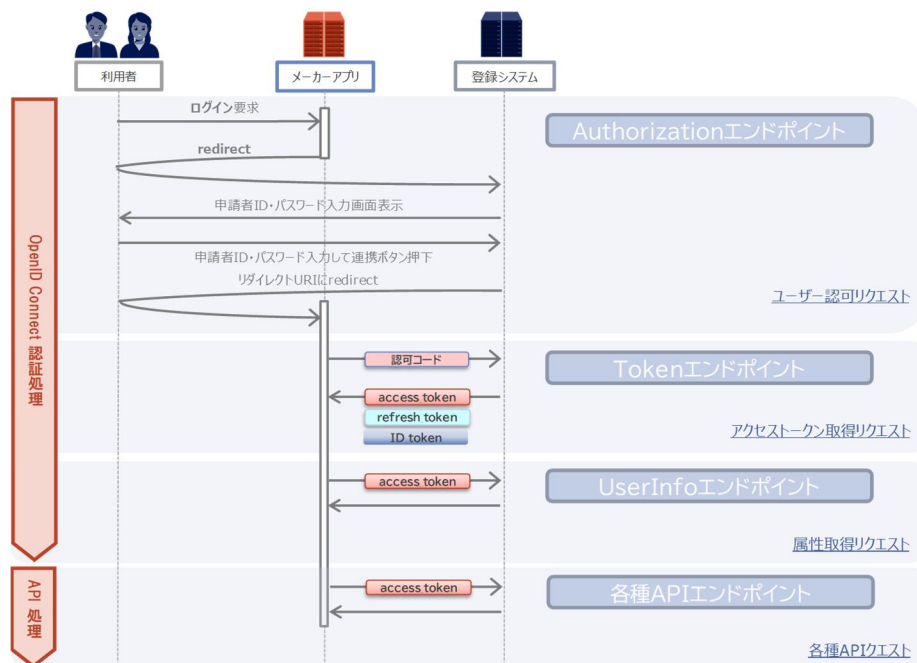 利用者
メーカーアプリ
登録システム
ログイン要求
Authorizationエンドポイント
redirect
申請者ID・パスワード入力画面表示
申請者ID・パスワード入力して連携ボタン押下
リダイレクトURIにredirect
ユーザー認可リクエスト
OpenID Connect 認証処理
認可コード
Tokenエンドポイント
access token
refresh token
ID token
アクセストークン取得リクエスト
access token
UserInfoエンドポイント
属性取得リクエスト
API 処理
access token
各種APIエンドポイント
各種APIクエスト